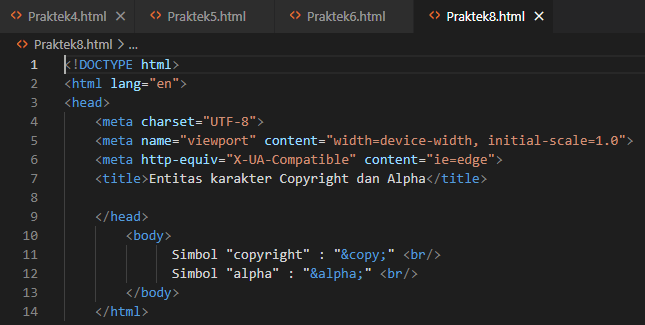 Praktek4.html Praktek5.html Praktek6.html Praktek8.html
Praktek8.html > ...
1 <!DOCTYPE html>
2 <html lang="en">
3 <head>
4 <meta charset="UTF-8">
5 <meta name="viewport" content="width=device-width, initial-scale=1.0">
6 <meta http-equiv="X-UA-Compatible" content="ie=edge">
7 <title>Entitas karakter Copyright dan Alpha</title>
8
9 </head>
10 <body>
11 Simbol "copyright" : "&copy;" <br/>
12 Simbol "alpha" : "&alpha;" <br/>
13 </body>
14 </html>